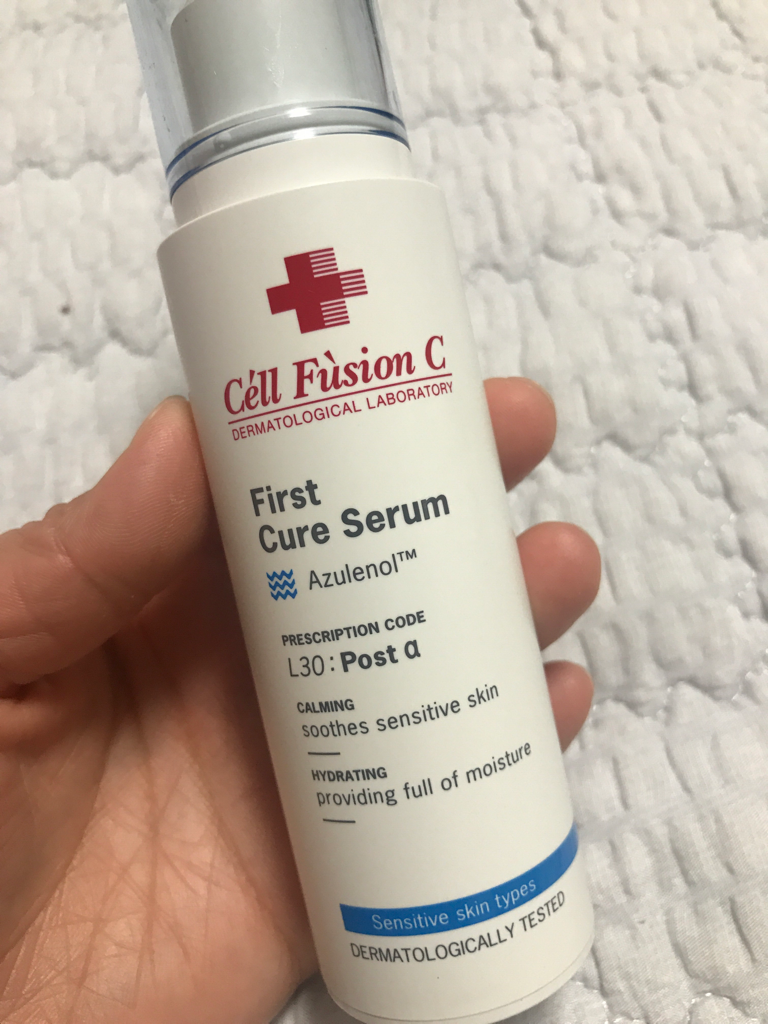 Céll Fùsion C
DERMATOLOGICAL LABORATORY
First
Cure Serum
Azulenol™
PRESCRIPTION CODE
L30 : Post α
CALMING
soothes sensitive skin
HYDRATING
providing full of moisture
Sensitive skin types
DERMATOLOGICALLY TESTED